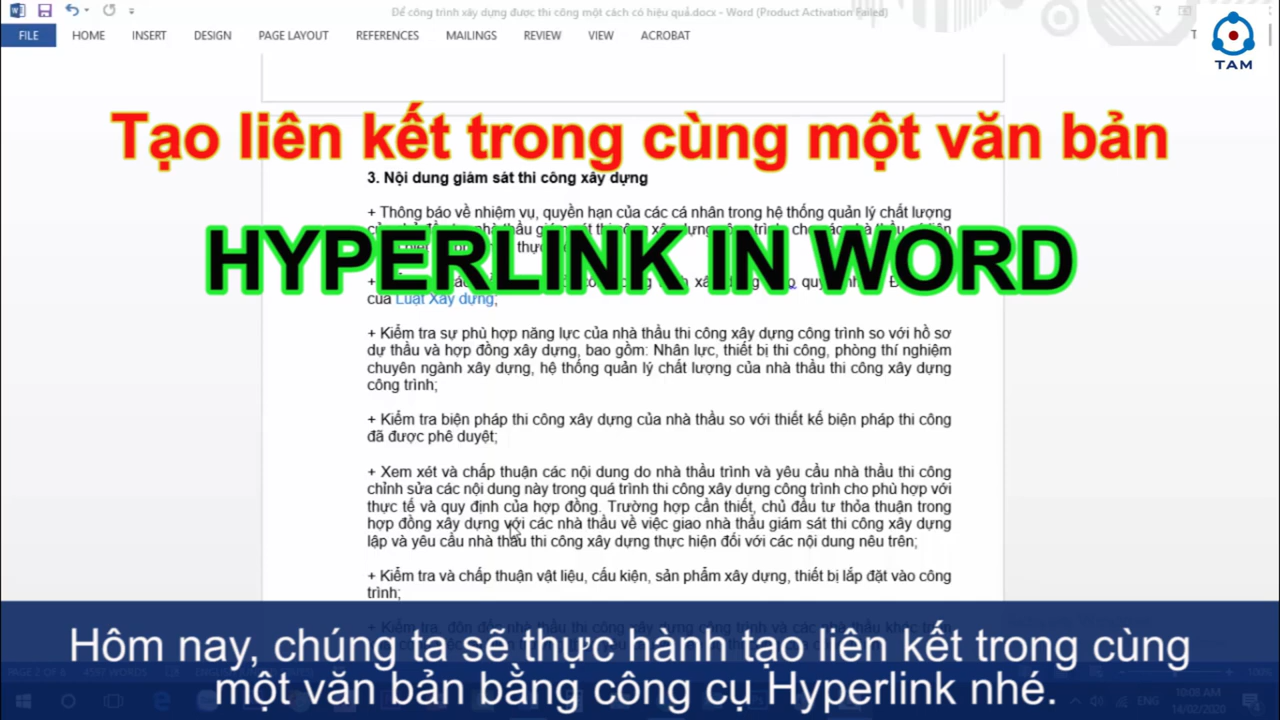 Để công trình xây dựng được thi công một cách có hiệu quả.docx - Word (Product Activation Failed)
FILE HOME INSERT DESIGN PAGE LAYOUT REFERENCES MAILINGS REVIEW VIEW ACROBAT
TAM
Tạo liên kết trong cùng một văn bản
3. Nội dung giám sát thi công xây dựng
+ Thông báo về nhiệm vụ, quyền hạn của các cá nhân trong hệ thống quản lý chất lượng
HYPERLINK IN WORD
của Luật Xây dựng;
+ Kiểm tra sự phù hợp năng lực của nhà thầu thi công xây dựng công trình so với hồ sơ
dự thầu và hợp đồng xây dựng, bao gồm: Nhân lực, thiết bị thi công, phòng thí nghiệm
chuyên ngành xây dựng, hệ thống quản lý chất lượng của nhà thầu thi công xây dựng
công trình;
+ Kiểm tra biện pháp thi công xây dựng của nhà thầu so với thiết kế biện pháp thi công
đã được phê duyệt;
+ Xem xét và chấp thuận các nội dung do nhà thầu trình và yêu cầu nhà thầu thi công
chỉnh sửa các nội dung này trong quá trình thi công xây dựng công trình cho phù hợp với
thực tế và quy định của hợp đồng. Trường hợp cần thiết, chủ đầu tư thỏa thuận trong
hợp đồng xây dựng với các nhà thầu về việc giao nhà thầu giám sát thi công xây dựng
lập và yêu cầu nhà thầu thi công xây dựng thực hiện đối với các nội dung nêu trên;
+ Kiểm tra và chấp thuận vật liệu, cấu kiện, sản phẩm xây dựng, thiết bị lắp đặt vào công
trình;
Hôm nay, chúng ta sẽ thực hành tạo liên kết trong cùng
một văn bản bằng công cụ Hyperlink nhé.
100%
ENG
10:08 AM
14/02/2020